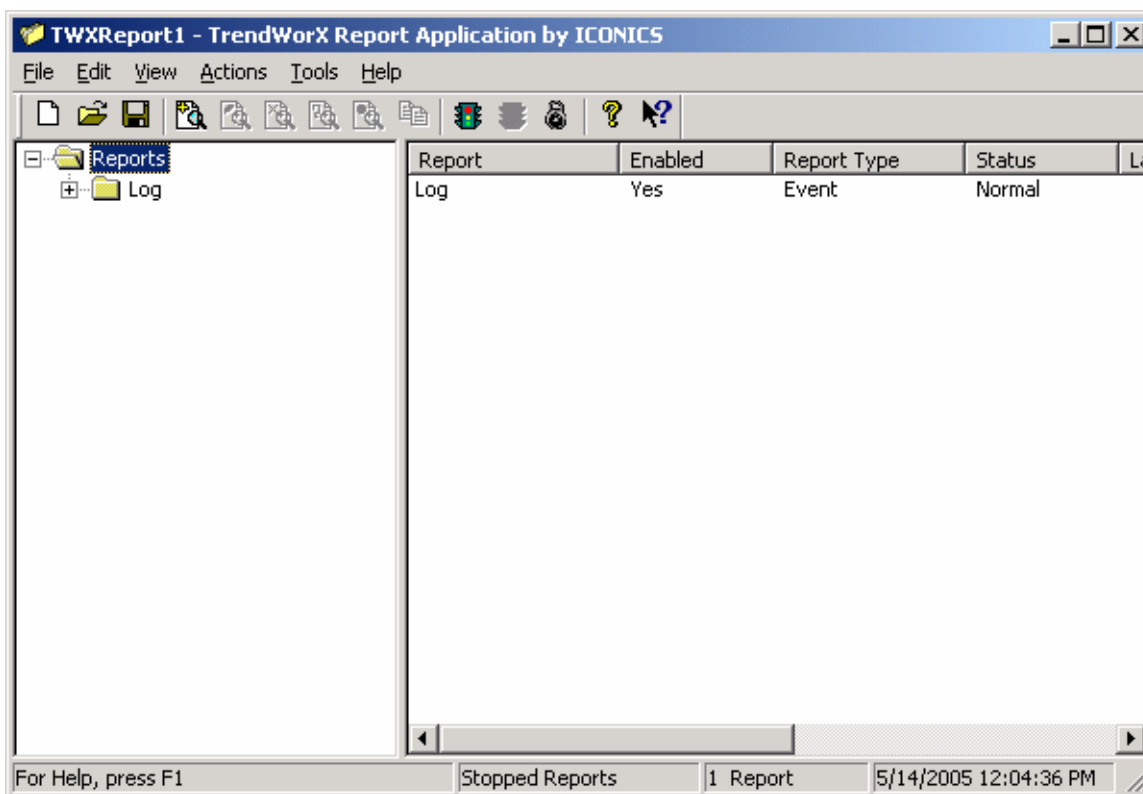 TWXReport1 - TrendWorX Report Application by ICONICS
File Edit View Actions Tools Help
Reports
Log
Report Enabled Report Type Status
Log Yes Event Normal
For Help, press F1 Stopped Reports 1 Report 5/14/2005 12:04:36 PM